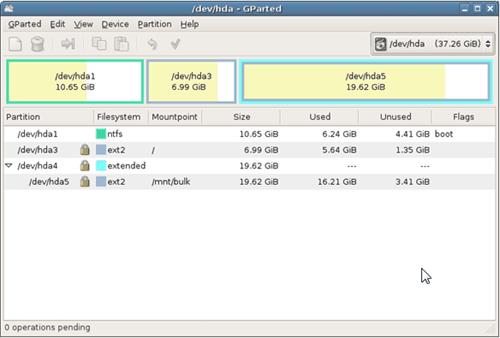 /dev/hda - GParted
GParted Edit View Device Partition Help
/dev/hda (37.26 GiB)
/dev/hda1 /dev/hda3 /dev/hda5
10.65 GiB 6.99 GiB 19.62 GiB
Partition Filesystem Mountpoint Size Used Unused Flags
/dev/hda1 ntfs 10.65 GiB 6.24 GiB 4.41 GiB boot
/dev/hda3 ext2 / 6.99 GiB 5.64 GiB 1.35 GiB
/dev/hda4 extended 19.62 GiB --- ---
/dev/hda5 ext2 /mnt/bulk 19.62 GiB 16.21 GiB 3.41 GiB
0 operations pending